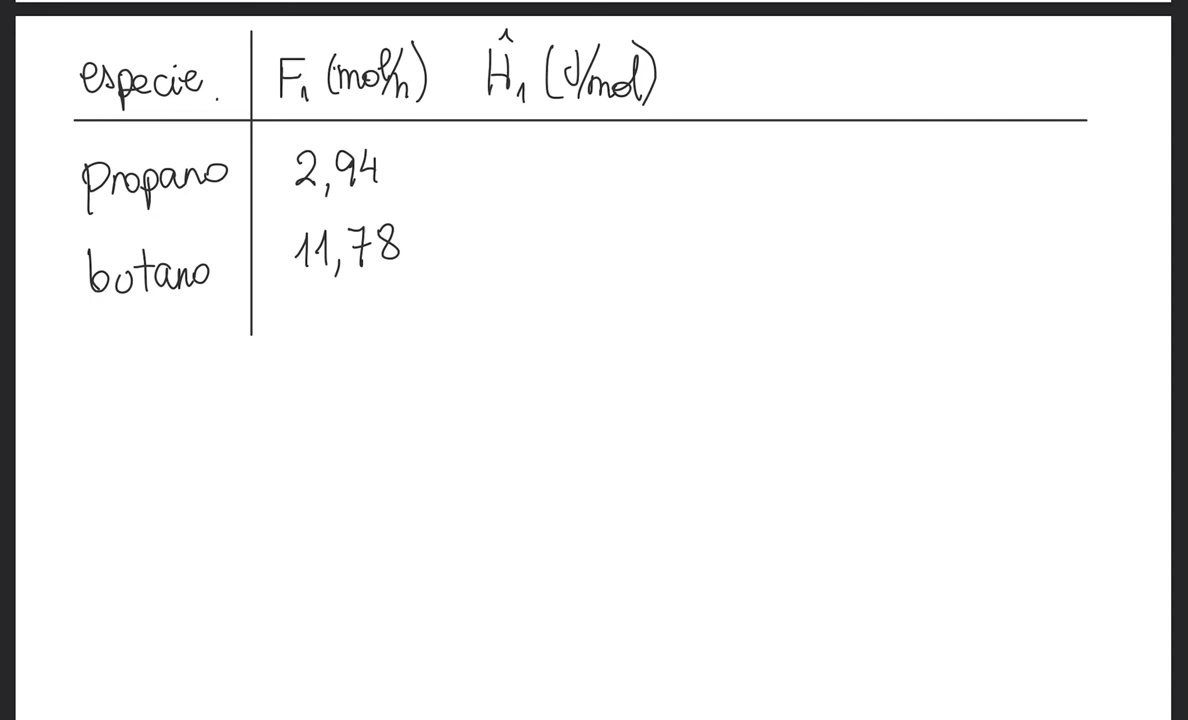 especie. F₁ (mol/h) Ĥ₁ (J/mol)
Propano 2,94
butano 11,78